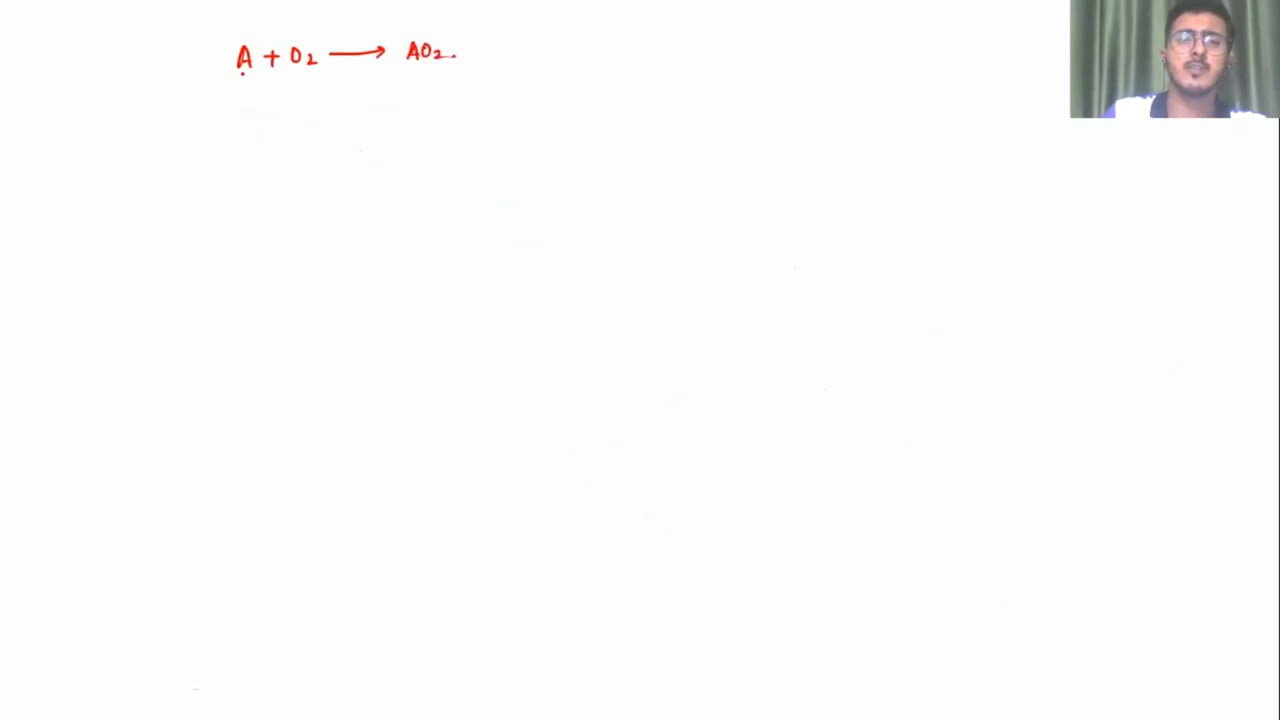 A + O2 ⟶ AO2.